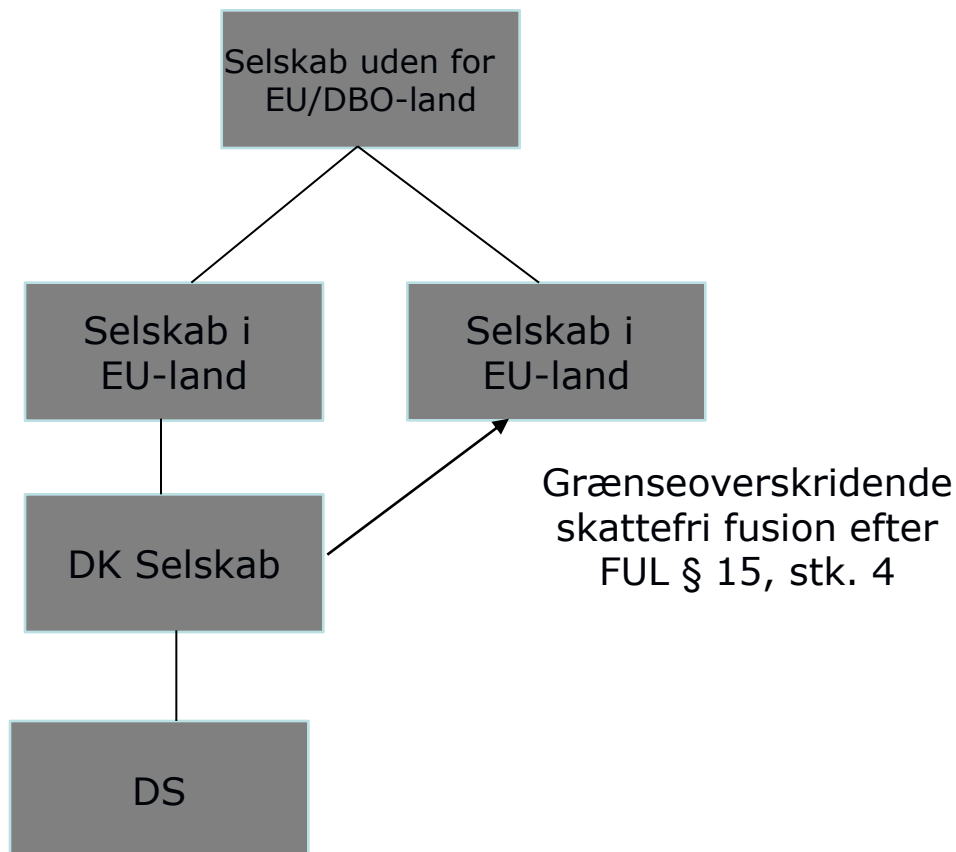 Selskab uden for
EU/DBO-land
Selskab i
EU-land
Selskab i
EU-land
DK Selskab
Grænseoverskridende
skattefri fusion efter
FUL § 15, stk. 4
DS